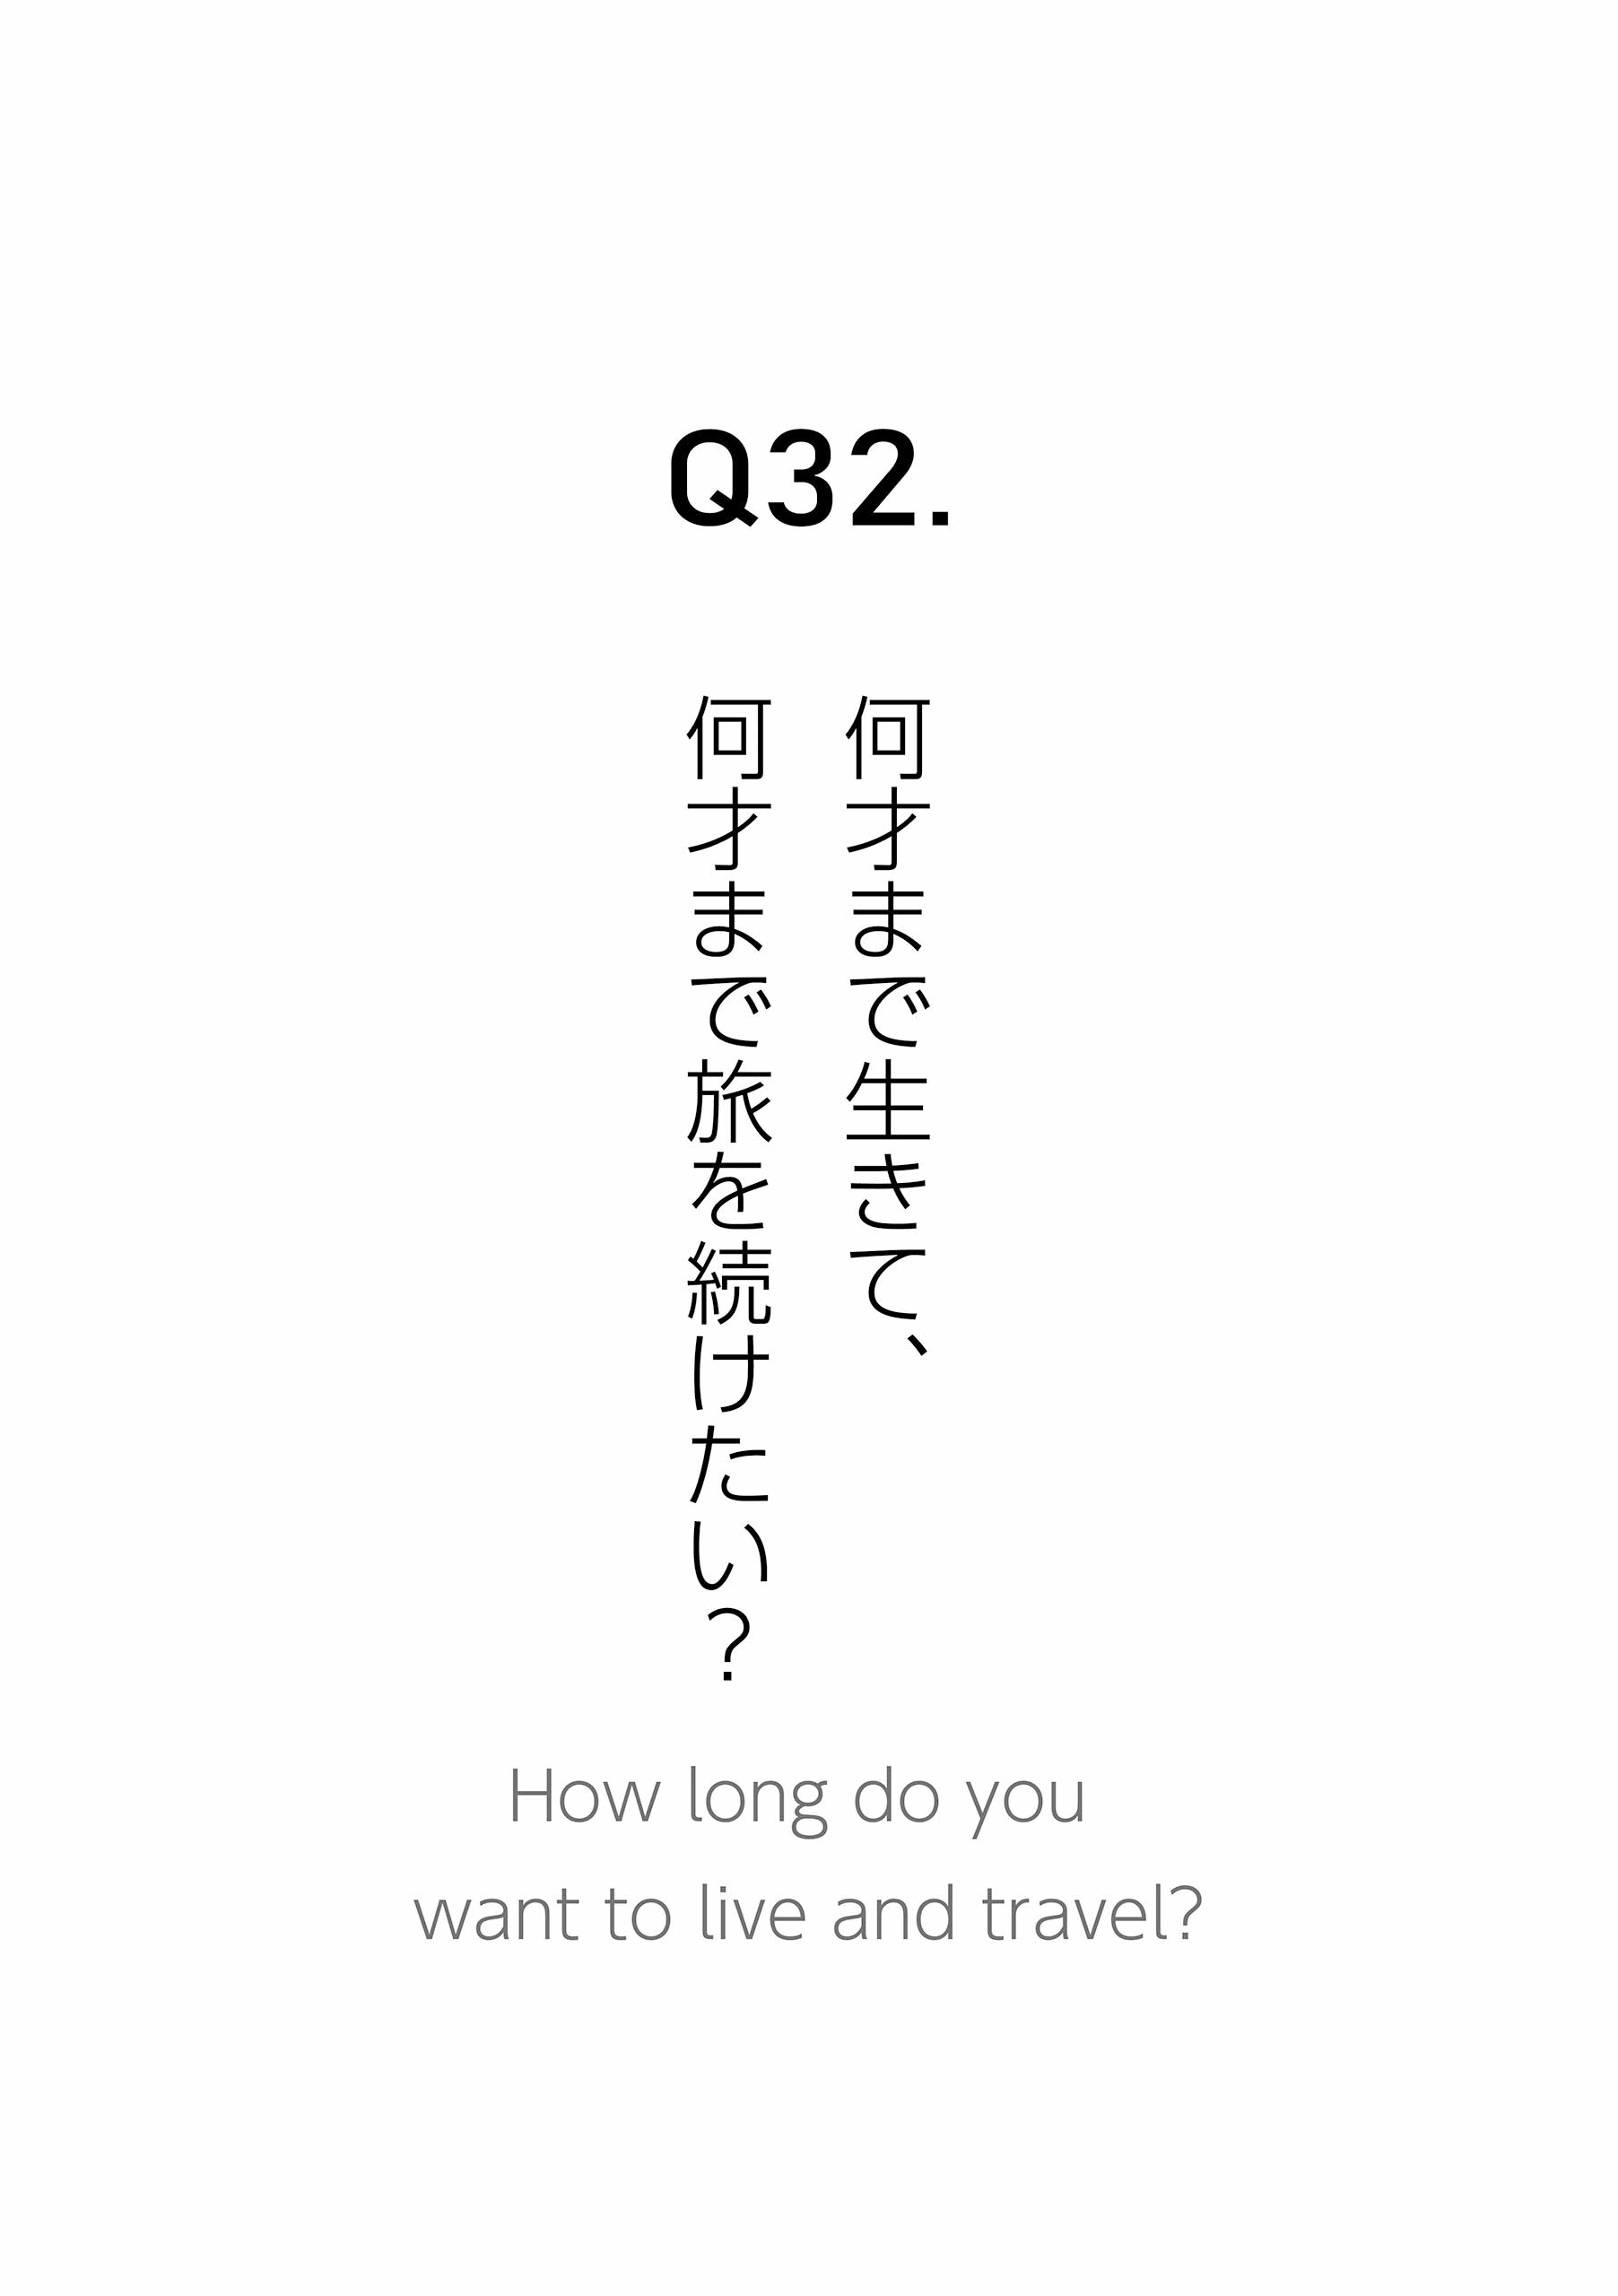 Q32.
何才まで生きて、
何才まで旅を続けたい？
How long do you
want to live and travel?